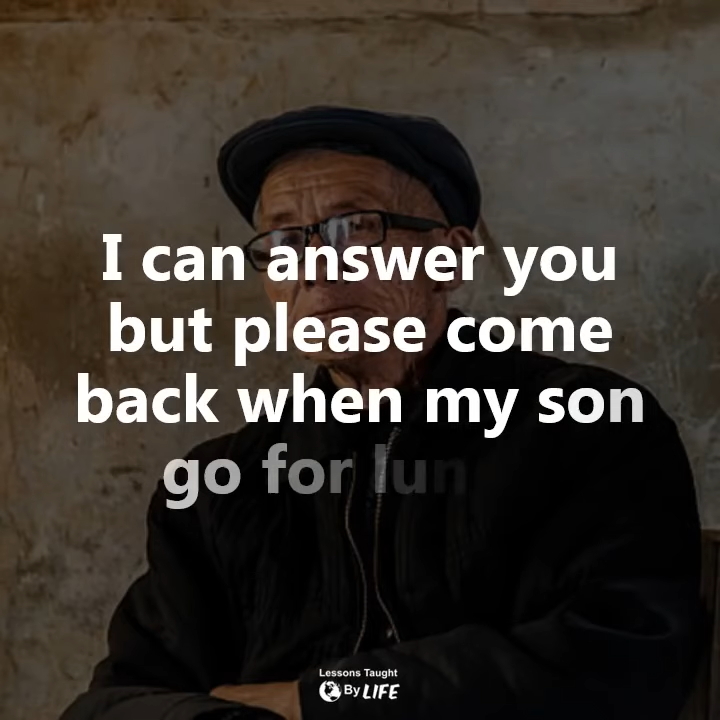 I can answer you
but please come
back when my son
go for lun
Lessons Taught
By LIFE